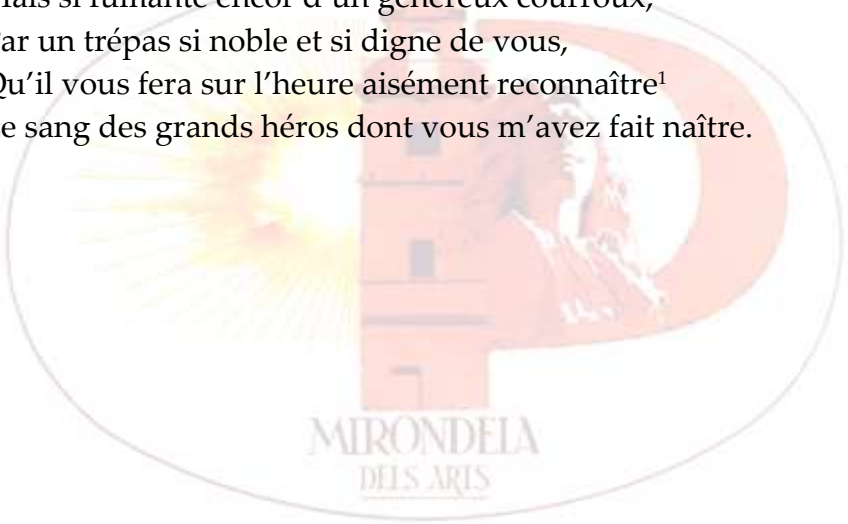 ais si fumante encor d'un généreux courroux,
ar un trépas si noble et si digne de vous,
Qu'il vous fera sur l'heure aisément reconnaître¹
e sang des grands héros dont vous m'avez fait naître.
MIRONDELA
DELS ARTS